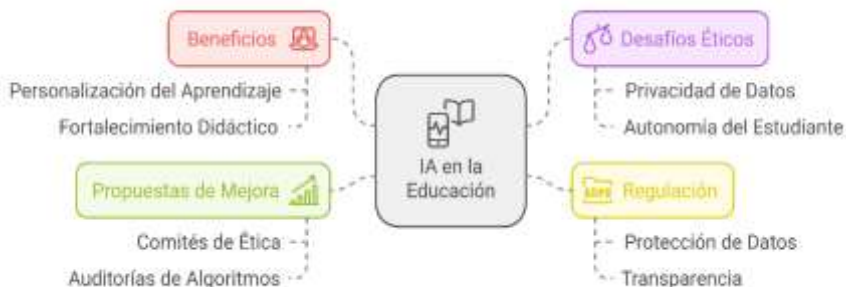 Beneficios
Personalización del Aprendizaje
Fortalecimiento Didáctico
Propuestas de Mejora
Comités de Ética
Auditorías de Algoritmos
IA en la
Educación
Desafíos Éticos
Privacidad de Datos
Autonomía del Estudiante
Regulación
Protección de Datos
Transparencia